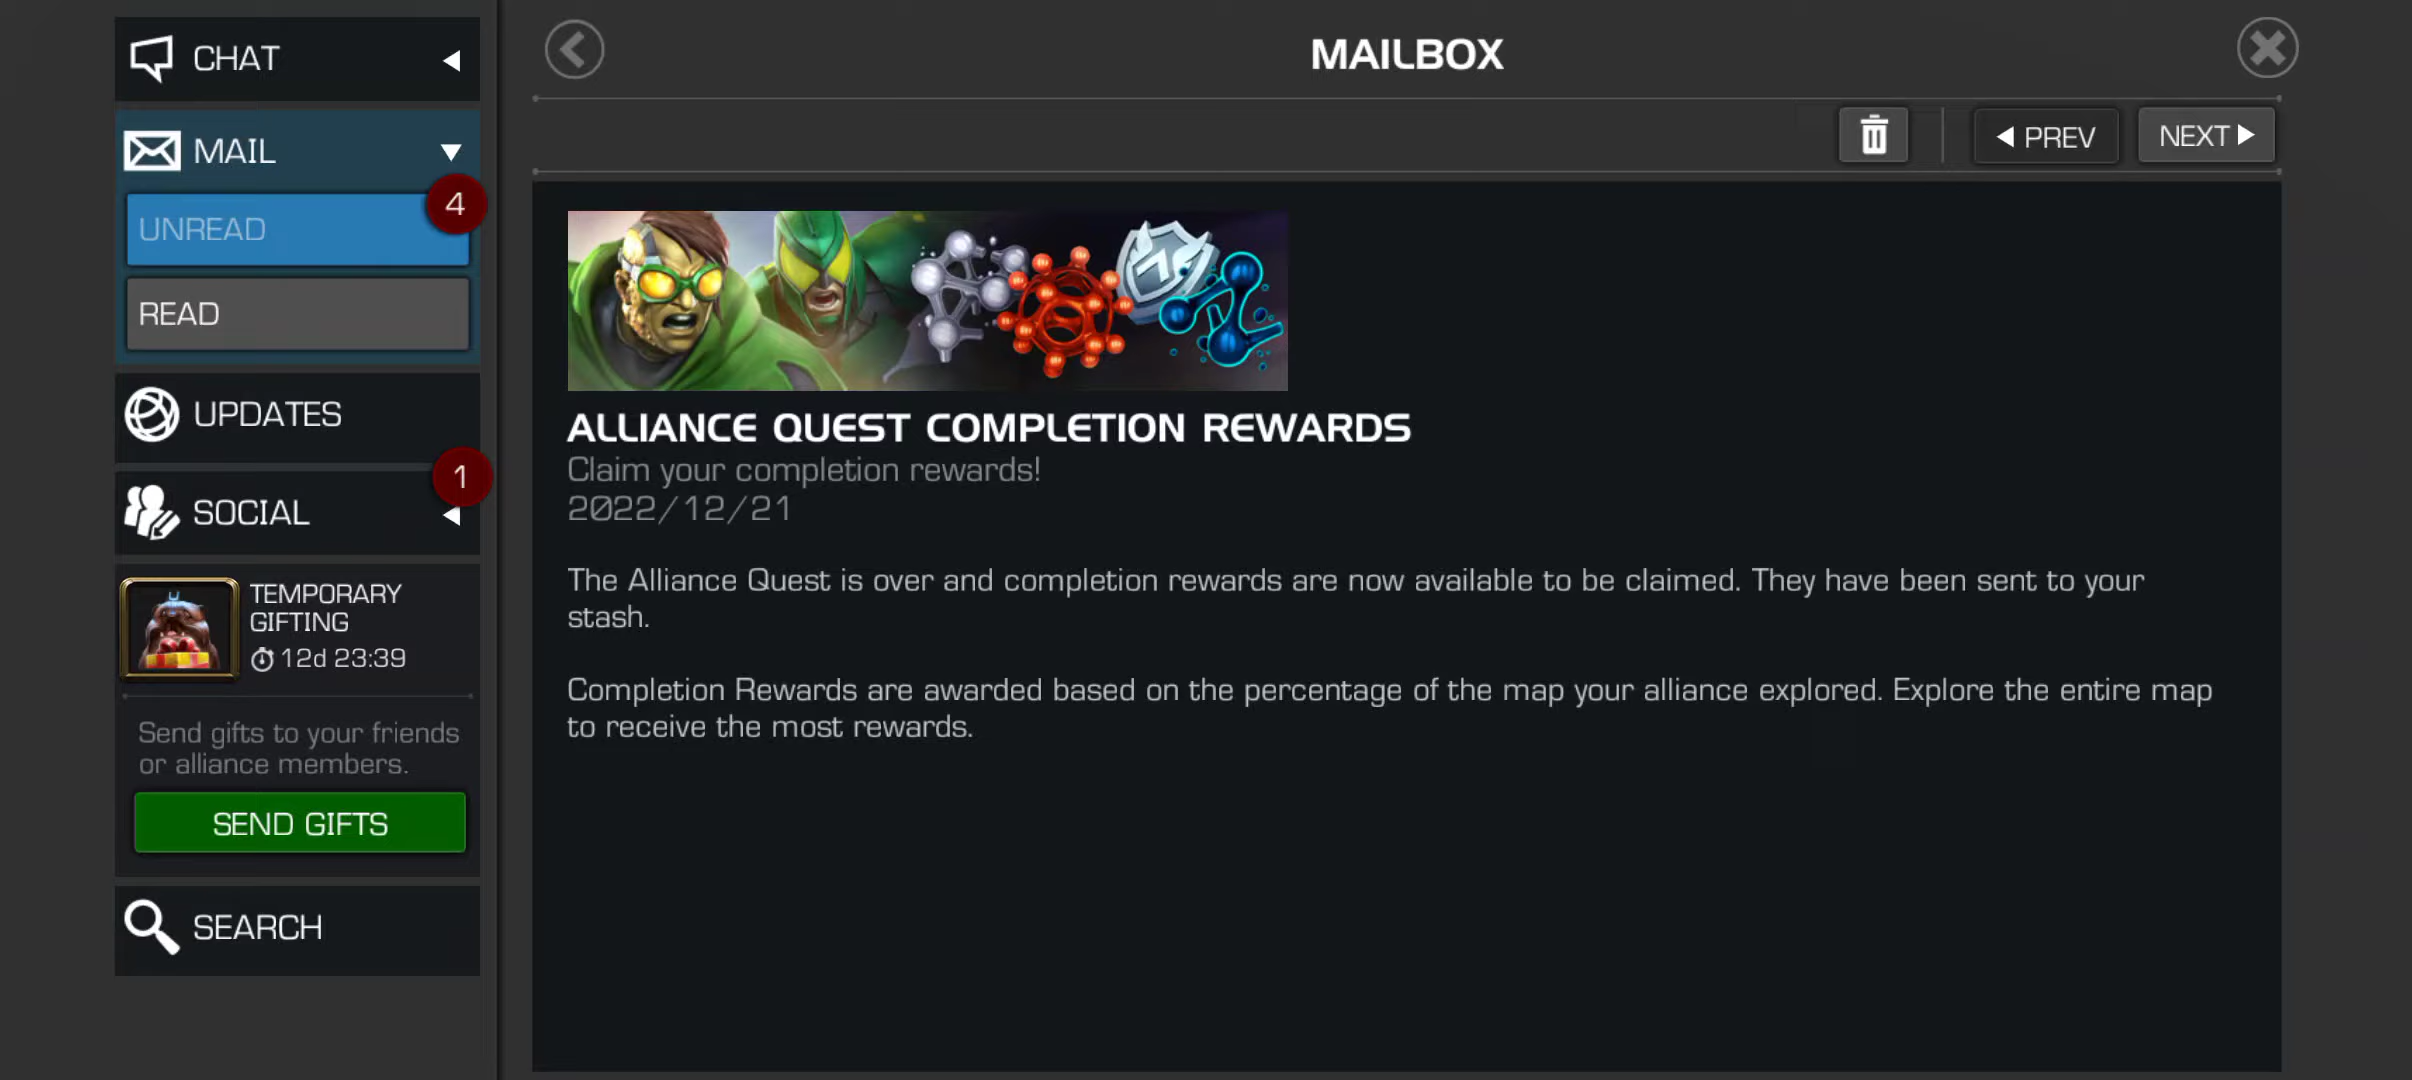 CHAT
MAIL
4
UNREAD
READ
UPDATES
1
SOCIAL
TEMPORARY
GIFTING
12d 23:39
Send gifts to your friends
or alliance members.
SEND GIFTS
SEARCH
MAILBOX
PREV
NEXT
ALLIANCE QUEST COMPLETION REWARDS
Claim your completion rewards!
2022/12/21
The Alliance Quest is over and completion rewards are now available to be claimed. They have been sent to your
stash.
Completion Rewards are awarded based on the percentage of the map your alliance explored. Explore the entire map
to receive the most rewards.